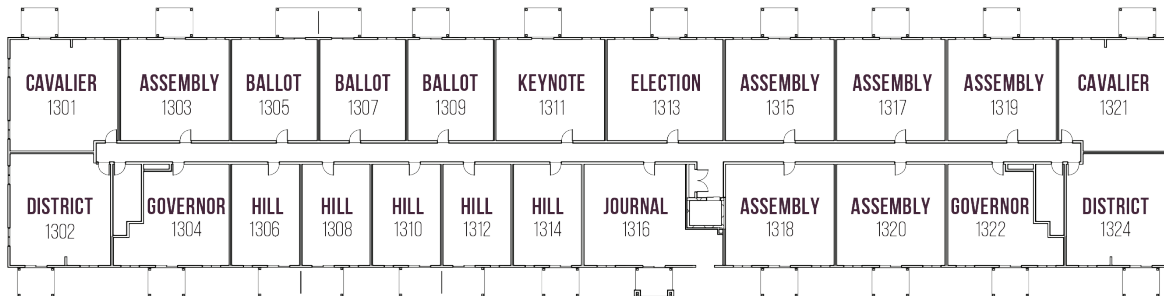 CAVALIER
1301
ASSEMBLY
1303
BALLOT
1305
BALLOT
1307
BALLOT
1309
KEYNOTE
1311
ELECTION
1313
ASSEMBLY
1315
ASSEMBLY
1317
ASSEMBLY
1319
CAVALIER
1321
DISTRICT
1302
GOVERNOR
1304
HILL
1306
HILL
1308
HILL
1310
HILL
1312
HILL
1314
JOURNAL
1316
ASSEMBLY
1318
ASSEMBLY
1320
GOVERNOR
1322
DISTRICT
1324